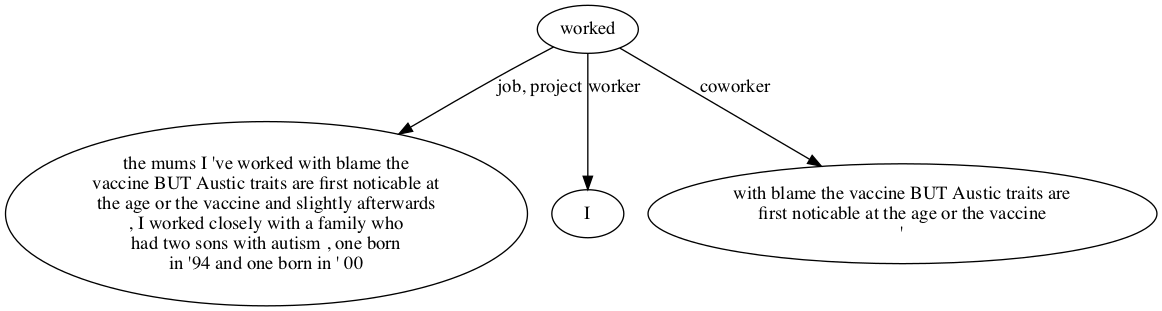 worked
job, project
worker
coworker
the mums I 've worked with blame the
vaccine BUT Austic traits are first noticable at
the age or the vaccine and slightly afterwards
, I worked closely with a family who
had two sons with autism , one born
in '94 and one born in ' 00
I
with blame the vaccine BUT Austic traits are
first noticable at the age or the vaccine
'